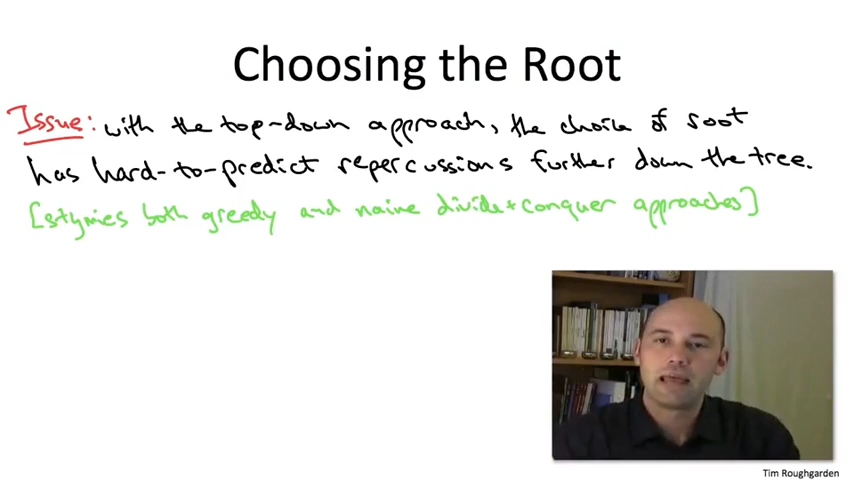 Choosing the Root
Issue: with the top-down approach, the choice of root
has hard-to-predict repercussions further down the tree.
[stymies both greedy and naive divide+conquer approaches]
Tim Roughgarden